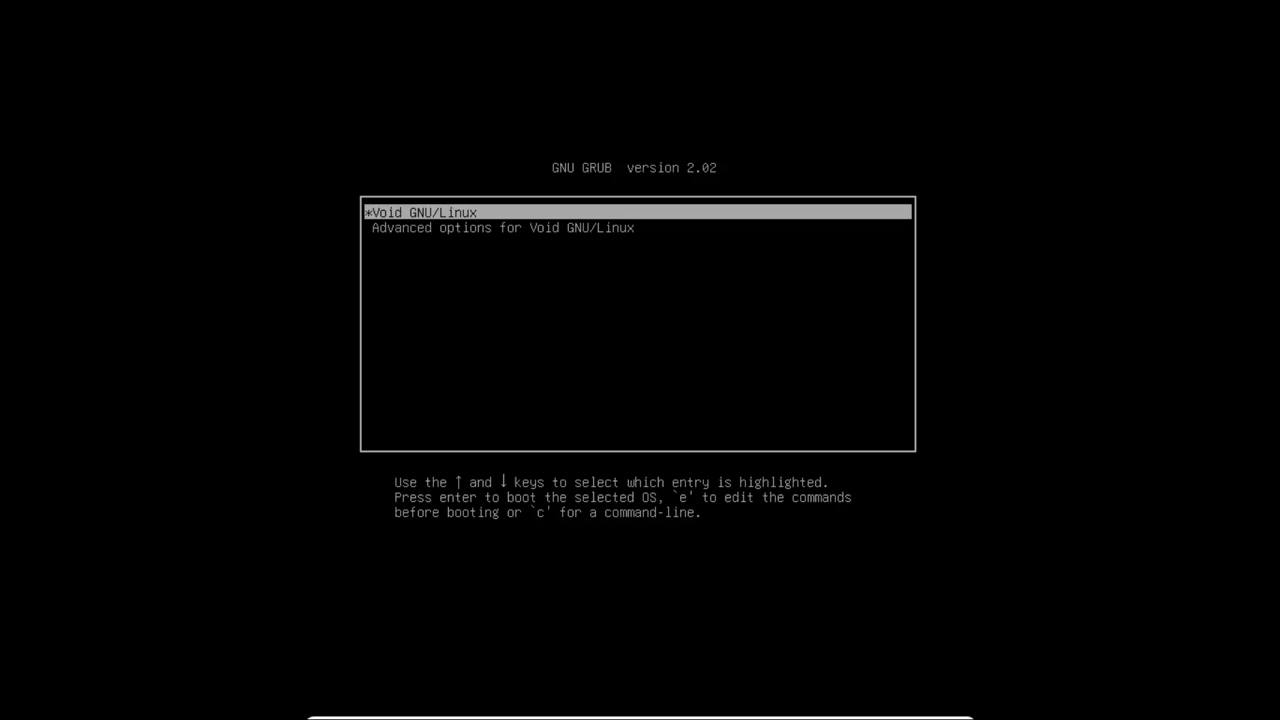 GNU GRUB  version 2.02
*Void GNU/Linux
Advanced options for Void GNU/Linux
Use the ↑ and ↓ keys to select which entry is highlighted.
Press enter to boot the selected OS, `e' to edit the commands
before booting or `c' for a command-line.